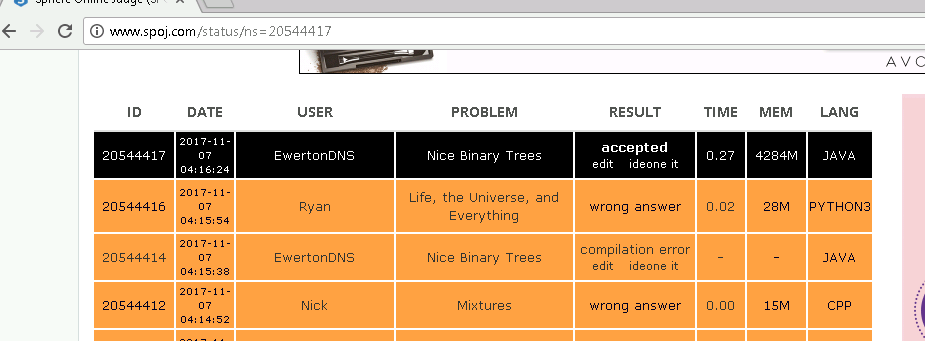 Sphere Online Judge (S
www.spoj.com/status/ns=20544417
A V O
ID DATE USER PROBLEM RESULT TIME MEM LANG
20544417 2017-11-07 04:16:24 EwertonDNS Nice Binary Trees accepted edit ideone it 0.27 4284M JAVA
20544416 2017-11-07 04:15:54 Ryan Life, the Universe, and Everything wrong answer 0.02 28M PYTHON3
20544414 2017-11-07 04:15:38 EwertonDNS Nice Binary Trees compilation error edit ideone it - - JAVA
20544412 2017-11-07 04:14:52 Nick Mixtures wrong answer 0.00 15M CPP
2017-11-